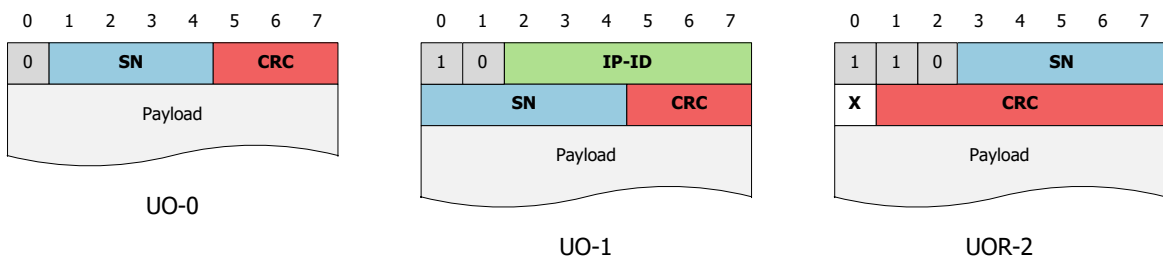 0 1 2 3 4 5 6 7
0 SN CRC
Payload
UO-0
0 1 2 3 4 5 6 7
1 0 IP-ID
SN CRC
Payload
UO-1
0 1 2 3 4 5 6 7
1 1 0 SN
X CRC
Payload
UOR-2